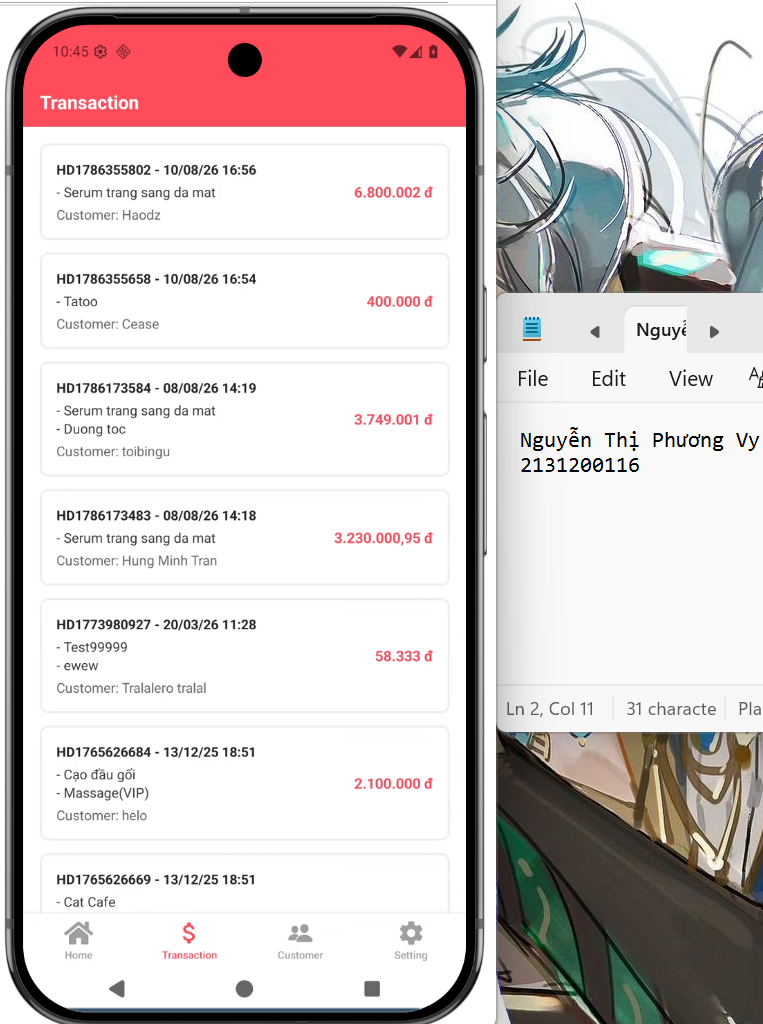 10:45
Transaction
HD1786355802 - 10/08/26 16:56
- Serum trang sang da mat
6.800.002 đ
Customer: Haodz
HD1786355658 - 10/08/26 16:54
- Tatoo
400.000 đ
Customer: Cease
HD1786173584 - 08/08/26 14:19
- Serum trang sang da mat
- Duong toc
3.749.001 đ
Customer: toibingu
HD1786173483 - 08/08/26 14:18
- Serum trang sang da mat
3.230.000,95 đ
Customer: Hung Minh Tran
HD1773980927 - 20/03/26 11:28
- Test99999
- ewew
58.333 đ
Customer: Tralalero tralal
HD1765626684 - 13/12/25 18:51
- Cạo đầu gối
- Massage(VIP)
2.100.000 đ
Customer: helo
HD1765626669 - 13/12/25 18:51
- Cat Cafe
Home
Transaction
Customer
Setting
Nguyễ
File Edit View
Nguyễn Thị Phương Vy
2131200116
Ln 2, Col 11
31 characte
Pla